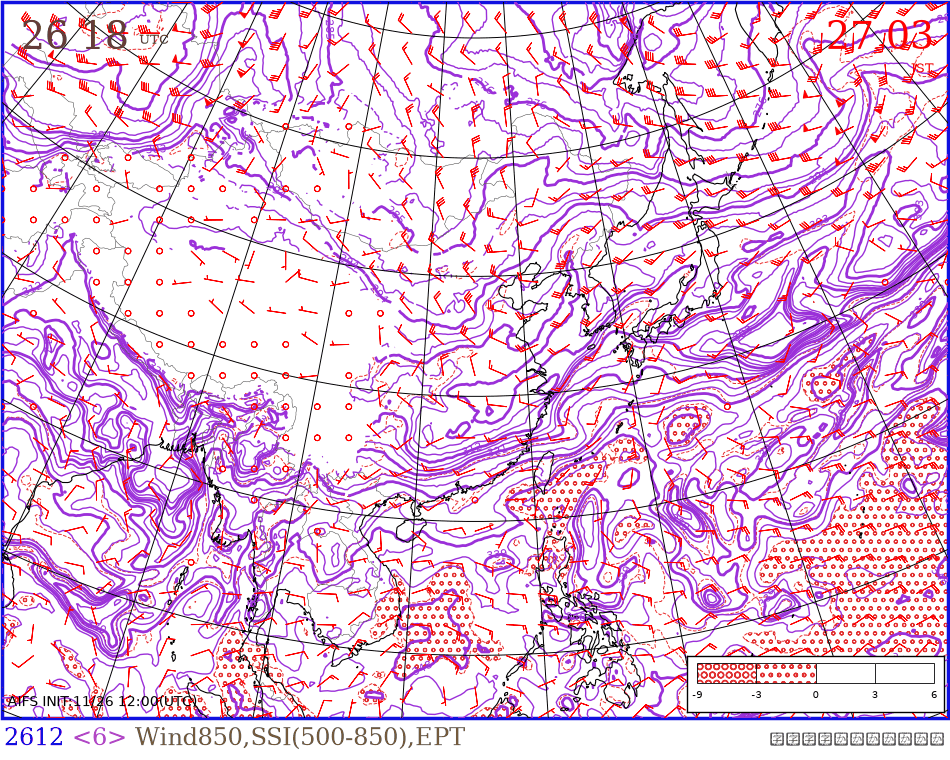 26 18 UTC
27.03 JST
AIFS INIT:11/26 12:00(UTC)
-9 -3 0 3 6
2612 <6> Wind850,SSI(500-850),EPT